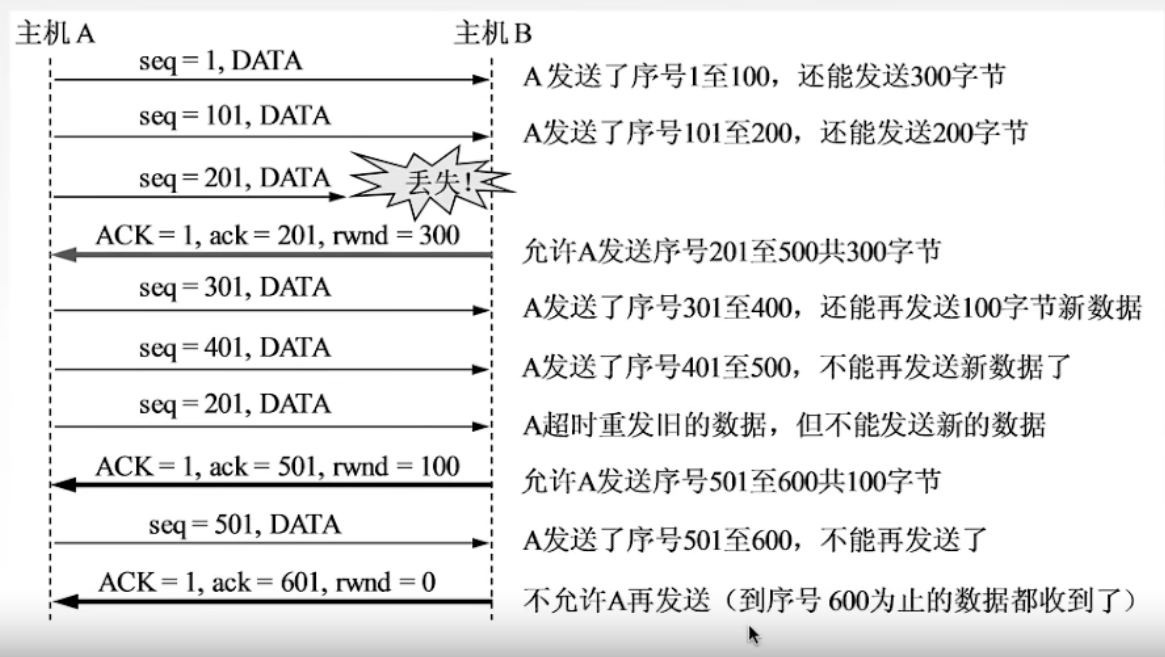 主机A 主机B
seq = 1, DATA A发送了序号1至100，还能发送300字节
seq = 101, DATA A发送了序号101至200，还能发送200字节
seq = 201, DATA 丢失!
ACK = 1, ack = 201, rwnd = 300 允许A发送序号201至500共300字节
seq = 301, DATA A发送了序号301至400，还能再发送100字节新数据
seq = 401, DATA A发送了序号401至500，不能再发送新数据了
seq = 201, DATA A超时重发旧的数据，但不能发送新的数据
ACK = 1, ack = 501, rwnd = 100 允许A发送序号501至600共100字节
seq = 501, DATA A发送了序号501至600，不能再发送了
ACK = 1, ack = 601, rwnd = 0 不允许A再发送（到序号 600为止的数据都收到了）